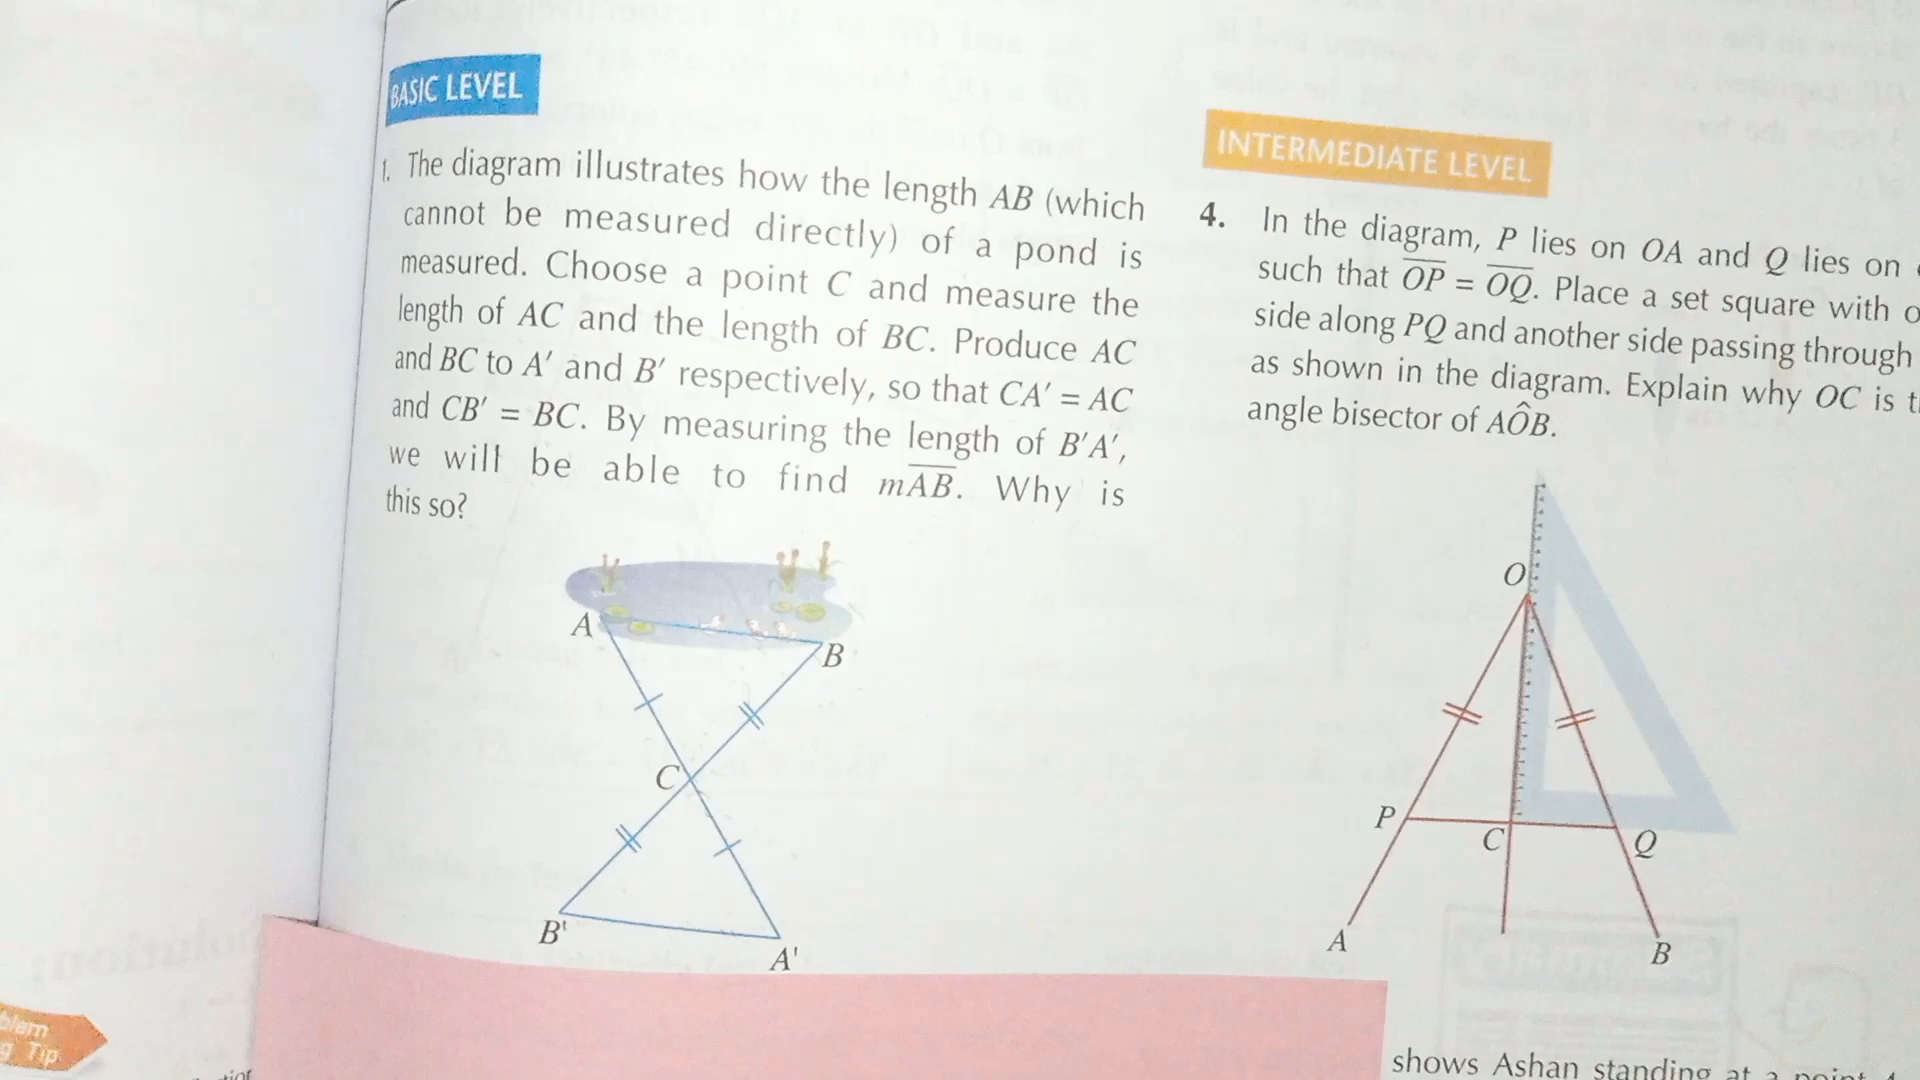 BASIC LEVEL
1. The diagram illustrates how the length AB (which
cannot be measured directly) of a pond is
measured. Choose a point C and measure the
length of AC and the length of BC. Produce AC
and BC to A′ and B′ respectively, so that CA′ = AC
and CB′ = BC. By measuring the length of B′A′,
we will be able to find mAB. Why is
this so?
A
B
C
B'
A'
INTERMEDIATE LEVEL
4. In the diagram, P lies on OA and Q lies on
such that OP = OQ. Place a set square with
side along PQ and another side passing through
as shown in the diagram. Explain why OC is
angle bisector of AÔB.
O
P
C
Q
A
B
shows Ashan standing at a point
blem
g Tip